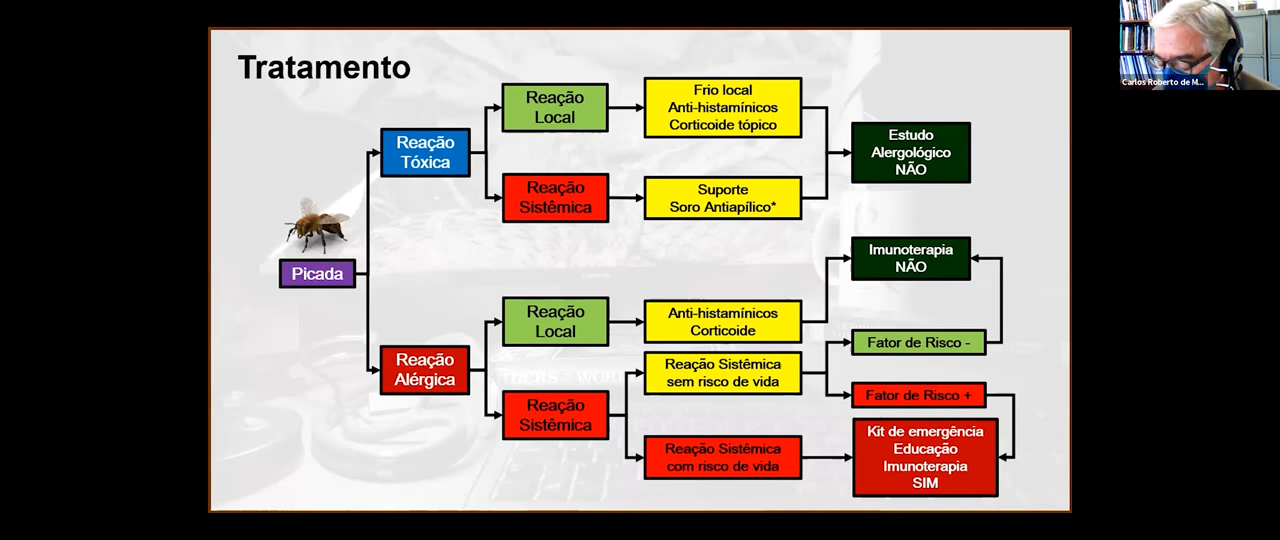 Tratamento
Carlos Roberto de M...
Reação
Local
Frio local
Anti-histamínicos
Corticoide tópico
Reação
Tóxica
Estudo
Alergológico
NÃO
Reação
Sistêmica
Suporte
Soro Antiapílico*
Picada
Imunoterapia
NÃO
Reação
Local
Anti-histamínicos
Corticoide
Fator de Risco -
Reação
Alérgica
Reação Sistêmica
sem risco de vida
Fator de Risco +
Reação
Sistêmica
Reação Sistêmica
com risco de vida
Kit de emergência
Educação
Imunoterapia
SIM